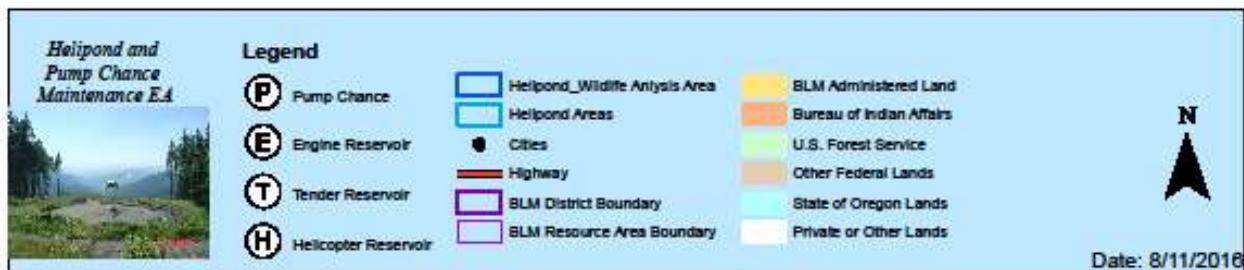 Helipond and
Pump Chance
Maintenance EA
Legend
P Pump Chance
E Engine Reservoir
T Tender Reservoir
H Helicopter Reservoir
Helipond_Wildlife Anlysis Area
Helipond Areas
Cities
Highway
BLM District Boundary
BLM Resource Area Boundary
BLM Administered Land
Bureau of Indian Affairs
U.S. Forest Service
Other Federal Lands
State of Oregon Lands
Private or Other Lands
N
Date: 8/11/2016